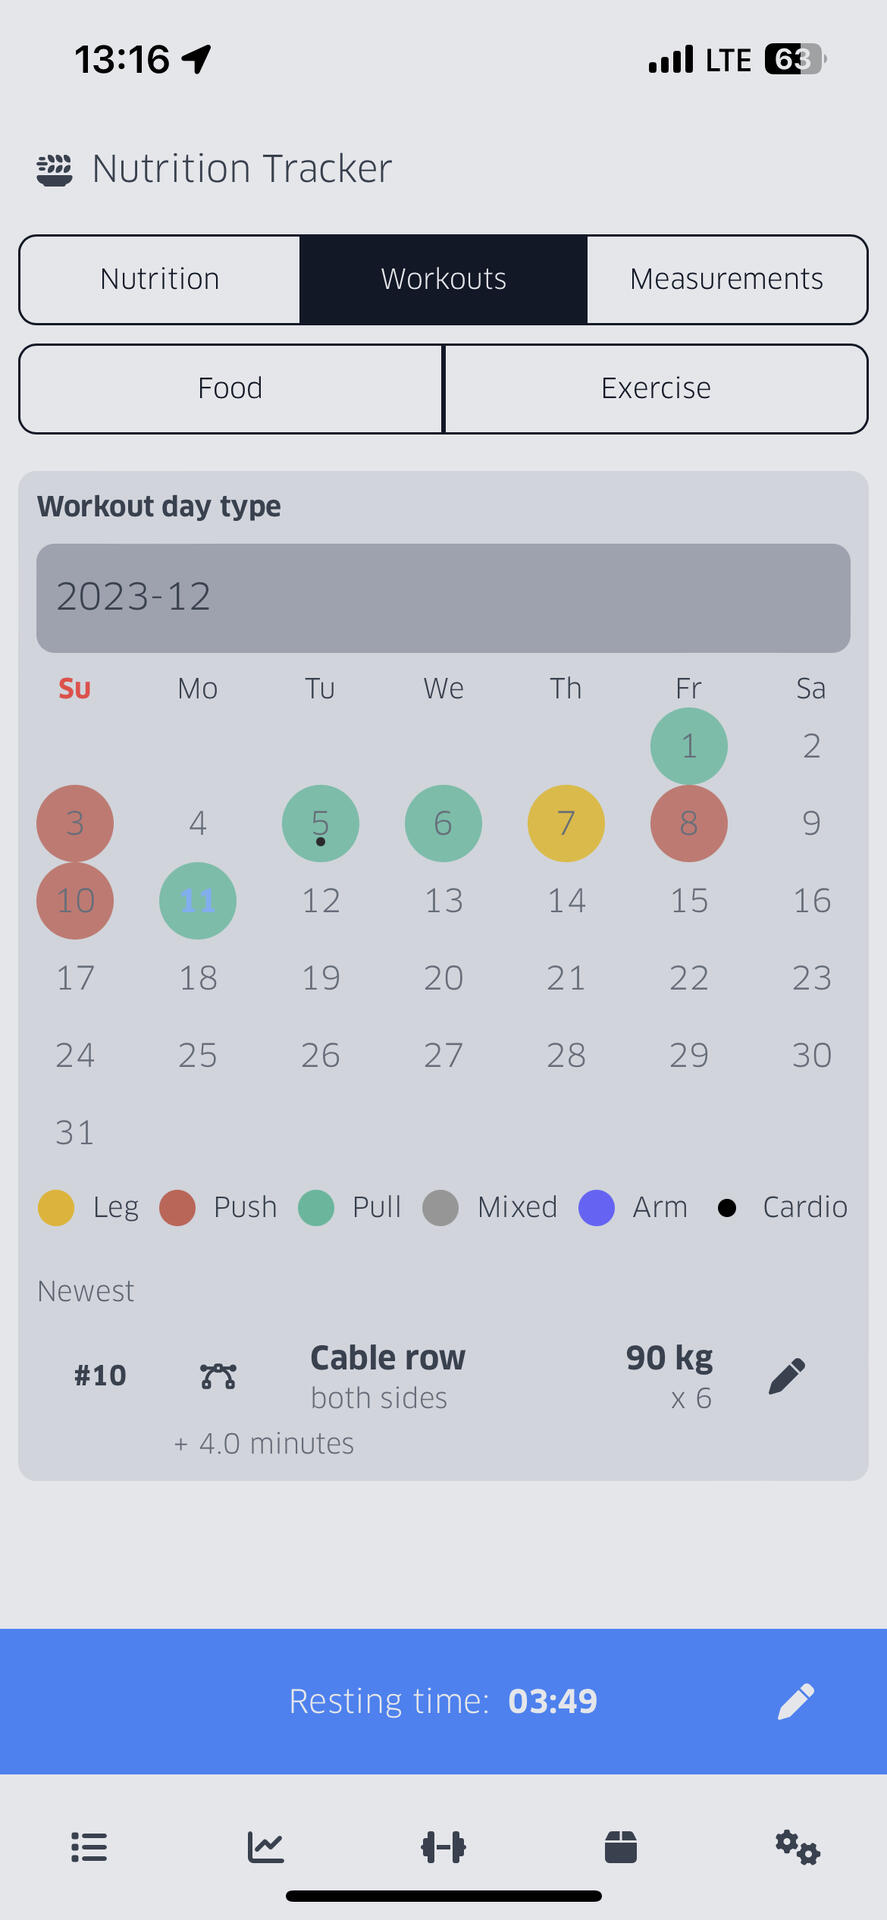 13:16 LTE 63
Nutrition Tracker
Nutrition Workouts Measurements
Food Exercise
Workout day type
2023-12
Su Mo Tu We Th Fr Sa
1 2
3 4 5 6 7 8 9
10 11 12 13 14 15 16
17 18 19 20 21 22 23
24 25 26 27 28 29 30
31
Leg Push Pull Mixed Arm Cardio
Newest
#10 Cable row 90 kg
both sides x 6
+ 4.0 minutes
Resting time: 03:49